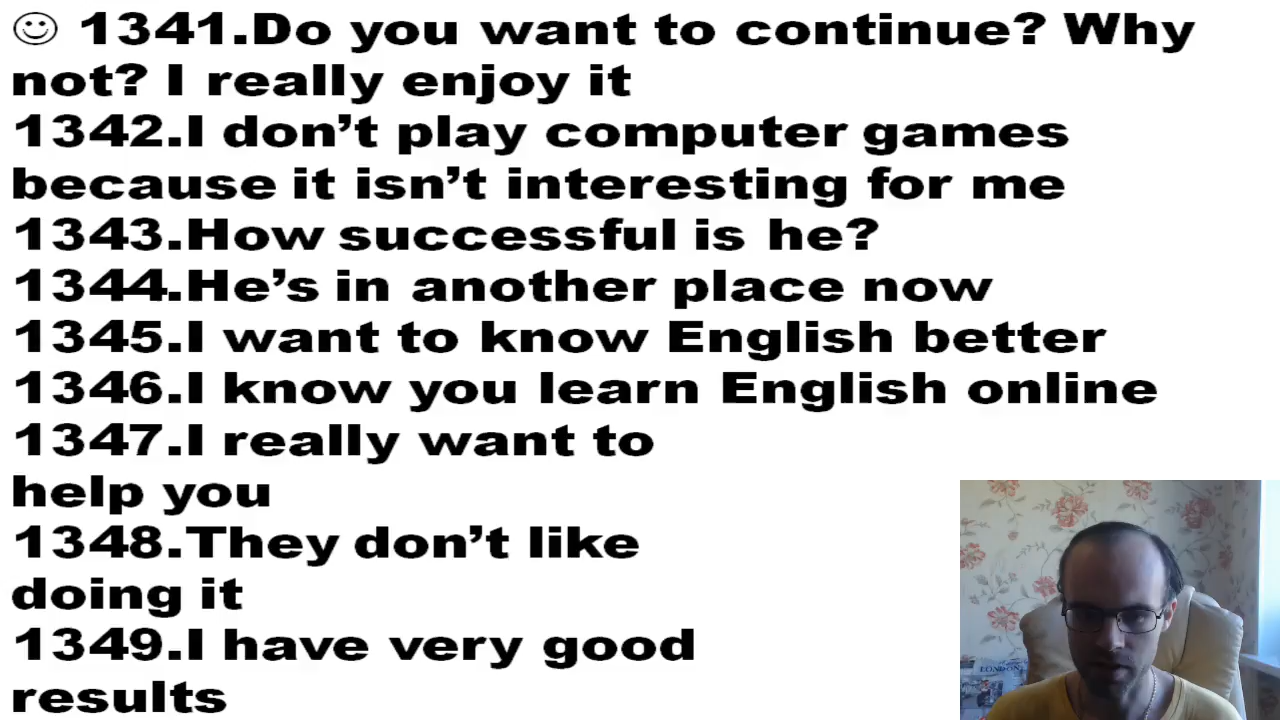 ☺ 1341.Do you want to continue? Why
not? I really enjoy it
1342.I don’t play computer games
because it isn’t interesting for me
1343.How successful is he?
1344.He’s in another place now
1345.I want to know English better
1346.I know you learn English online
1347.I really want to
help you
1348.They don’t like
doing it
1349.I have very good
results
LONDON